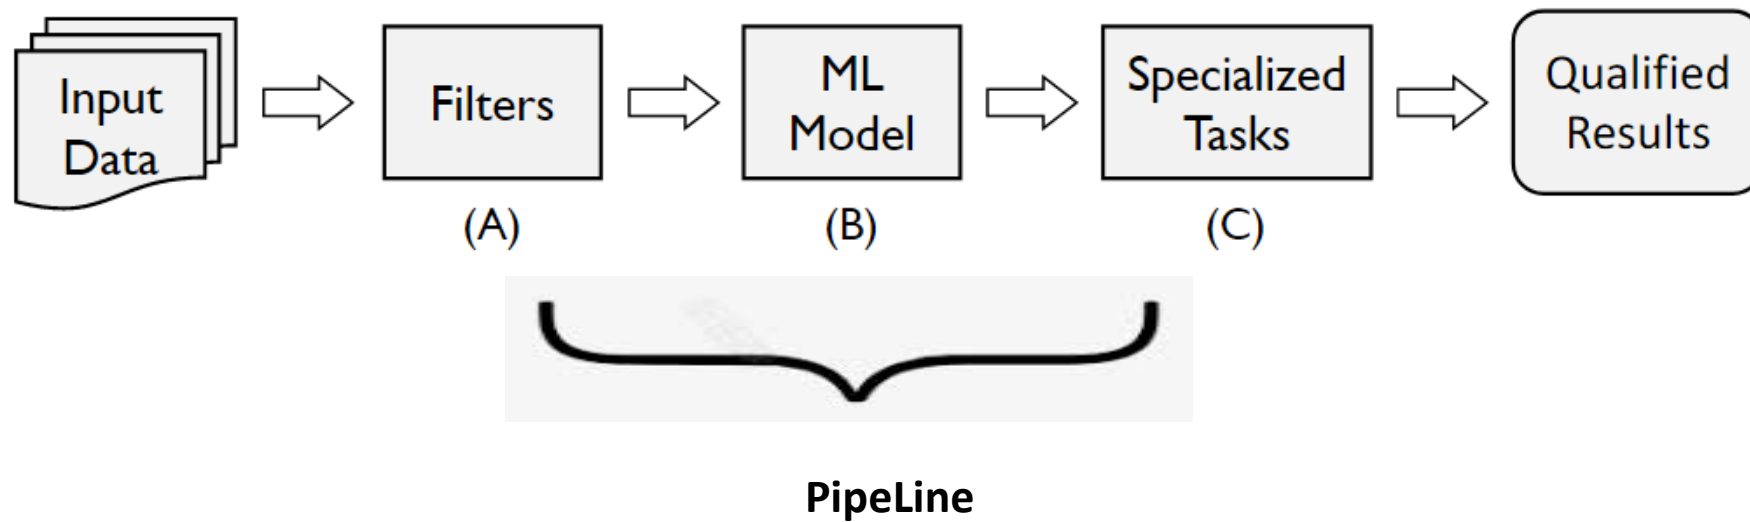 Input
Data
Filters
ML
Model
Specialized
Tasks
Qualified
Results
(A)
(B)
(C)
PipeLine